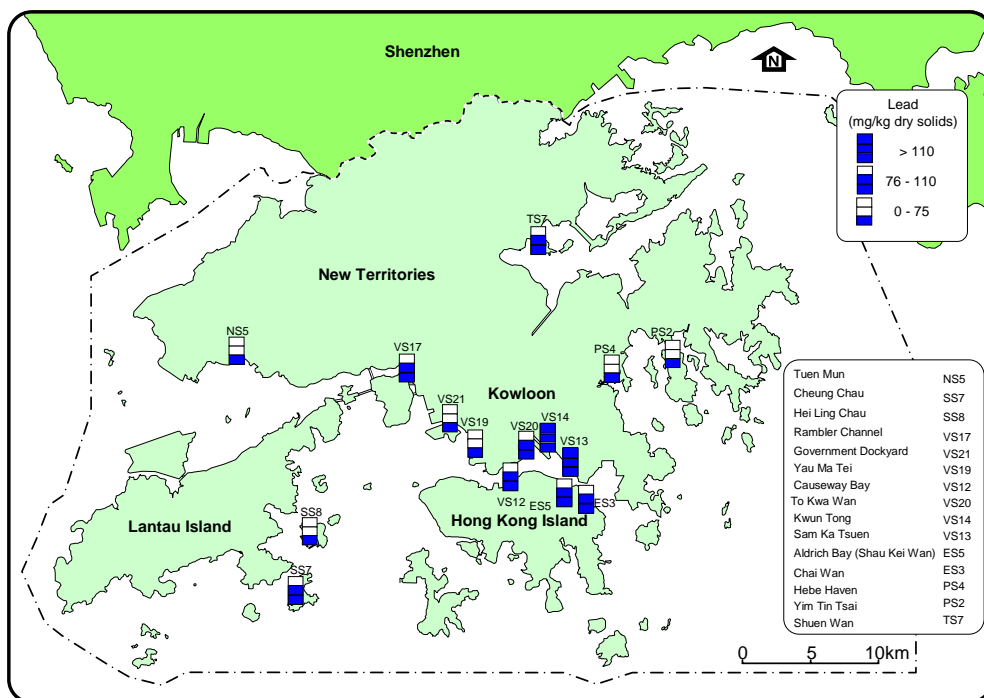 Shenzhen
N
Lead
(mg/kg dry solids)
> 110
76 - 110
0 - 75
TS7
New Territories
NS5
VS17
PS4
PS2
Kowloon
VS21
VS19
VS20
VS14
VS13
VS12
ES5
ES3
Hong Kong Island
Lantau Island
SS8
SS7
Tuen Mun NS5
Cheung Chau SS7
Hei Ling Chau SS8
Rambler Channel VS17
Government Dockyard VS21
Yau Ma Tei VS19
Causeway Bay VS12
To Kwa Wan VS20
Kwun Tong VS14
Sam Ka Tsuen VS13
Aldrich Bay (Shau Kei Wan) ES5
Chai Wan ES3
Hebe Haven PS4
Yim Tin Tsai PS2
Shuen Wan TS7
0 5 10km